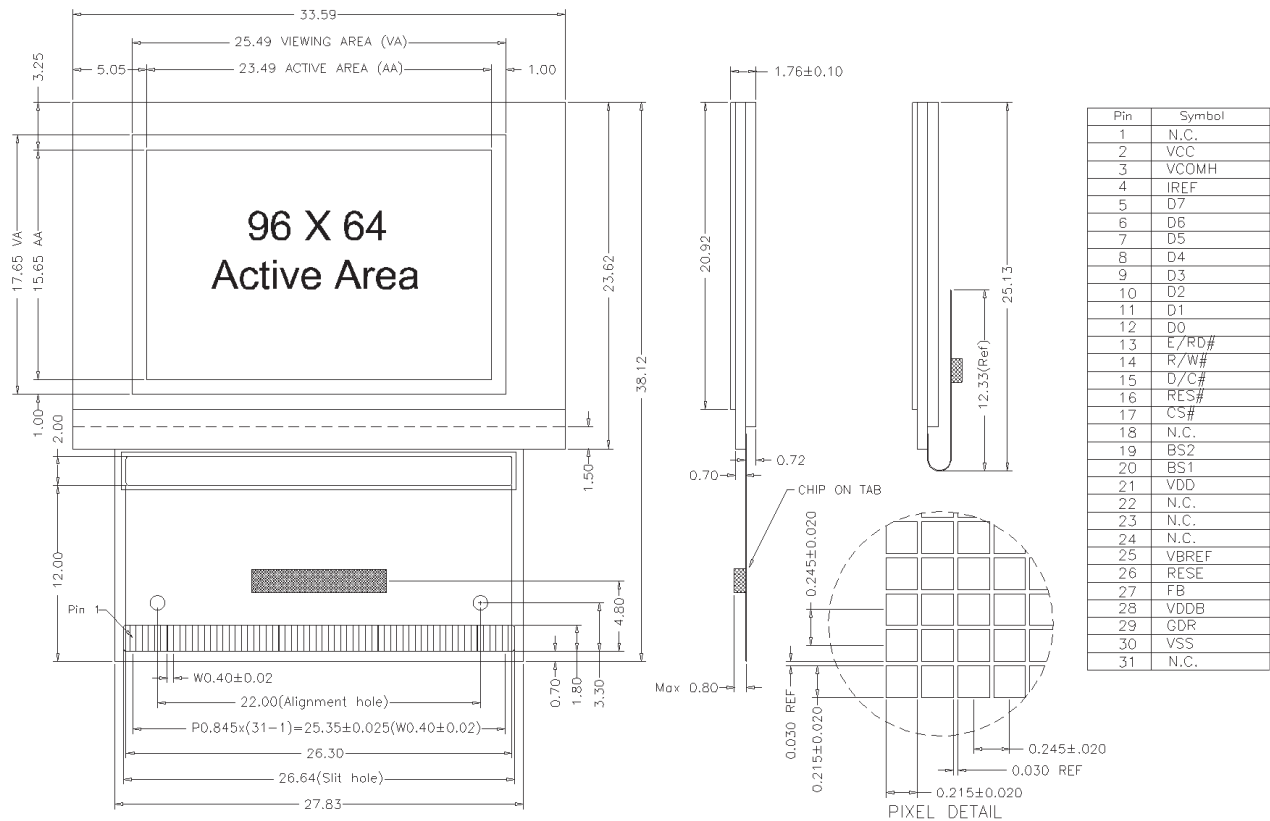 33.59
25.49 VIEWING AREA (VA)
5.05
23.49 ACTIVE AREA (AA)
1.00
3.25
17.65 VA
15.65 AA
96 X 64
Active Area
23.62
38.12
1.00
2.00
1.50
12.00
Pin 1
4.80
W0.40±0.02
22.00(Alignment hole)
0.70
1.80
3.30
P0.845x(31-1)=25.35±0.025(W0.40±0.02)
26.30
26.64(Slit hole)
27.83
1.76±0.10
20.92
0.70
0.72
CHIP ON TAB
Max 0.80
25.13
12.33(Ref)
0.245±0.020
0.030 REF
0.215±0.020
0.245±.020
0.030 REF
0.215±0.020
PIXEL DETAIL
Pin Symbol
1 N.C.
2 VCC
3 VCOMH
4 IREF
5 D7
6 D6
7 D5
8 D4
9 D3
10 D2
11 D1
12 D0
13 E/RD#
14 R/W#
15 D/C#
16 RES#
17 CS#
18 N.C.
19 BS2
20 BS1
21 VDD
22 N.C.
23 N.C.
24 N.C.
25 VBREF
26 RESE
27 FB
28 VDDB
29 GDR
30 VSS
31 N.C.